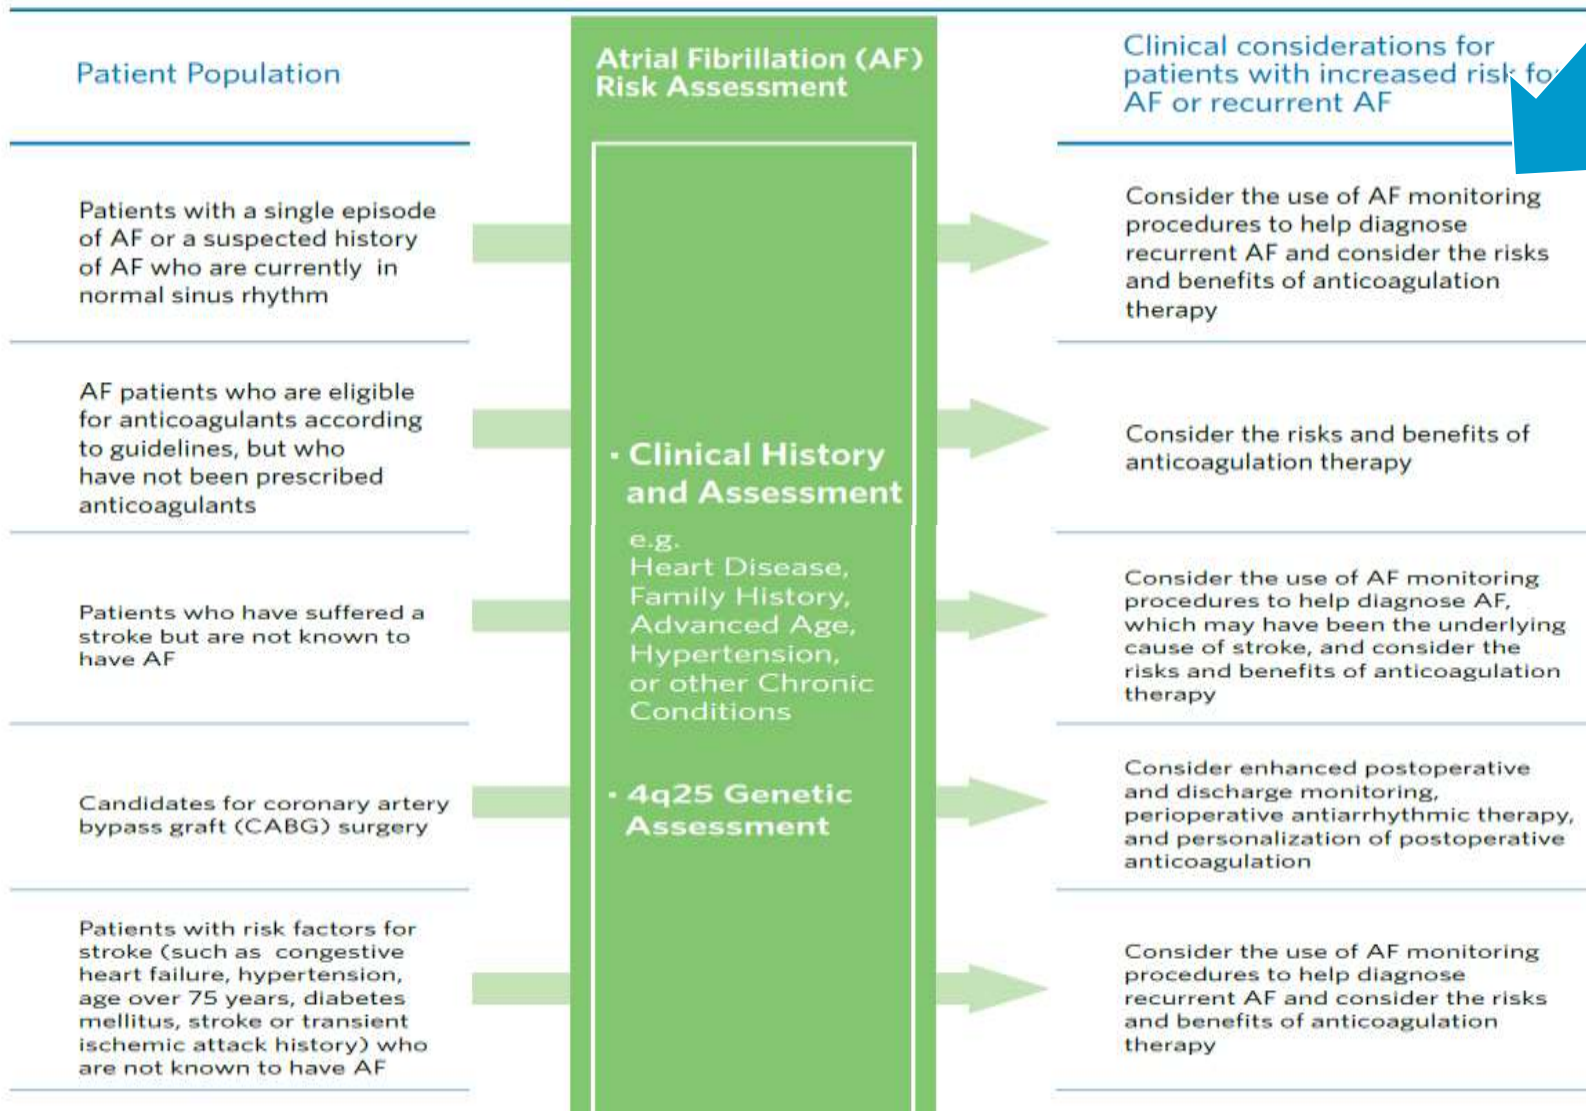 Patient Population
Atrial Fibrillation (AF)
Risk Assessment
Clinical considerations for
patients with increased risk for
AF or recurrent AF
Patients with a single episode
of AF or a suspected history
of AF who are currently in
normal sinus rhythm
Consider the use of AF monitoring
procedures to help diagnose
recurrent AF and consider the risks
and benefits of anticoagulation
therapy
AF patients who are eligible
for anticoagulants according
to guidelines, but who
have not been prescribed
anticoagulants
Consider the risks and benefits of
anticoagulation therapy
Patients who have suffered a
stroke but are not known to
have AF
Consider the use of AF monitoring
procedures to help diagnose AF,
which may have been the underlying
cause of stroke, and consider the
risks and benefits of anticoagulation
therapy
Candidates for coronary artery
bypass graft (CABG) surgery
Consider enhanced postoperative
and discharge monitoring,
perioperative antiarrhythmic therapy,
and personalization of postoperative
anticoagulation
Patients with risk factors for
stroke (such as congestive
heart failure, hypertension,
age over 75 years, diabetes
mellitus, stroke or transient
ischemic attack history) who
are not known to have AF
Consider the use of AF monitoring
procedures to help diagnose
recurrent AF and consider the risks
and benefits of anticoagulation
therapy
· Clinical History
and Assessment
e.g.
Heart Disease,
Family History,
Advanced Age,
Hypertension,
or other Chronic
Conditions
· 4q25 Genetic
Assessment